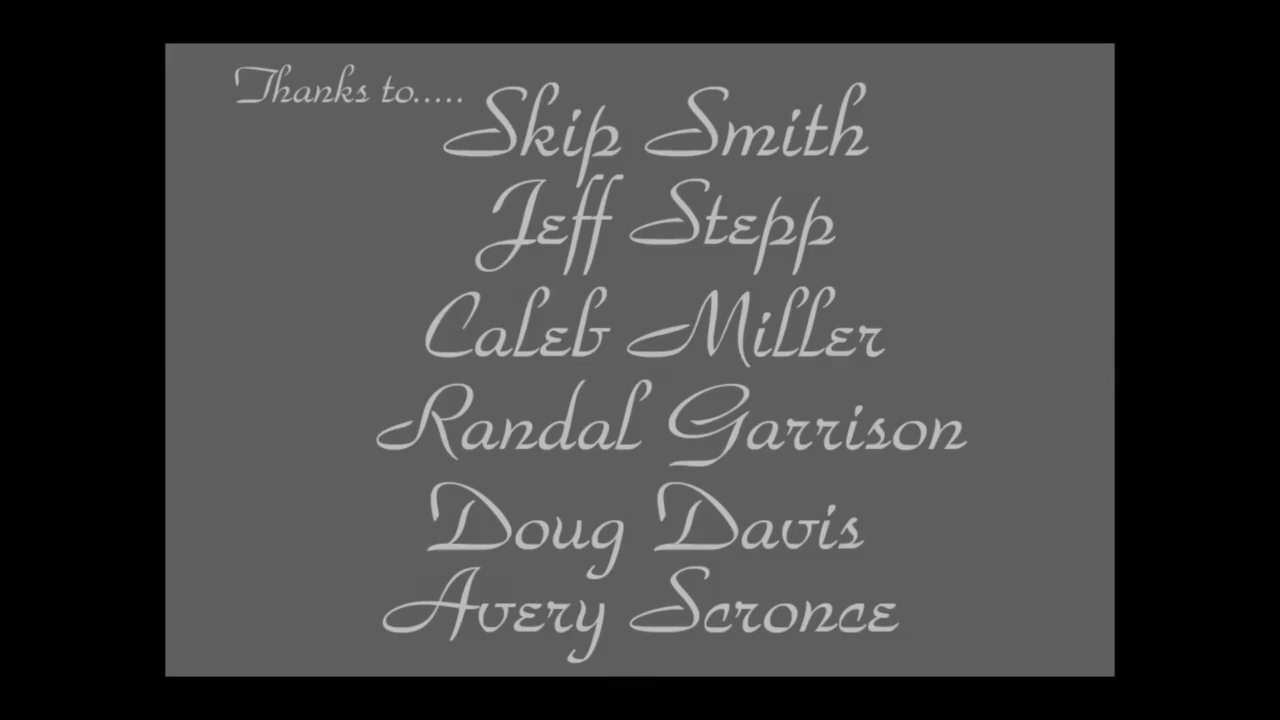 Thanks to.....
Skip Smith
Jeff Stepp
Caleb Miller
Randal Garrison
Doug Davis
Avery Scronce